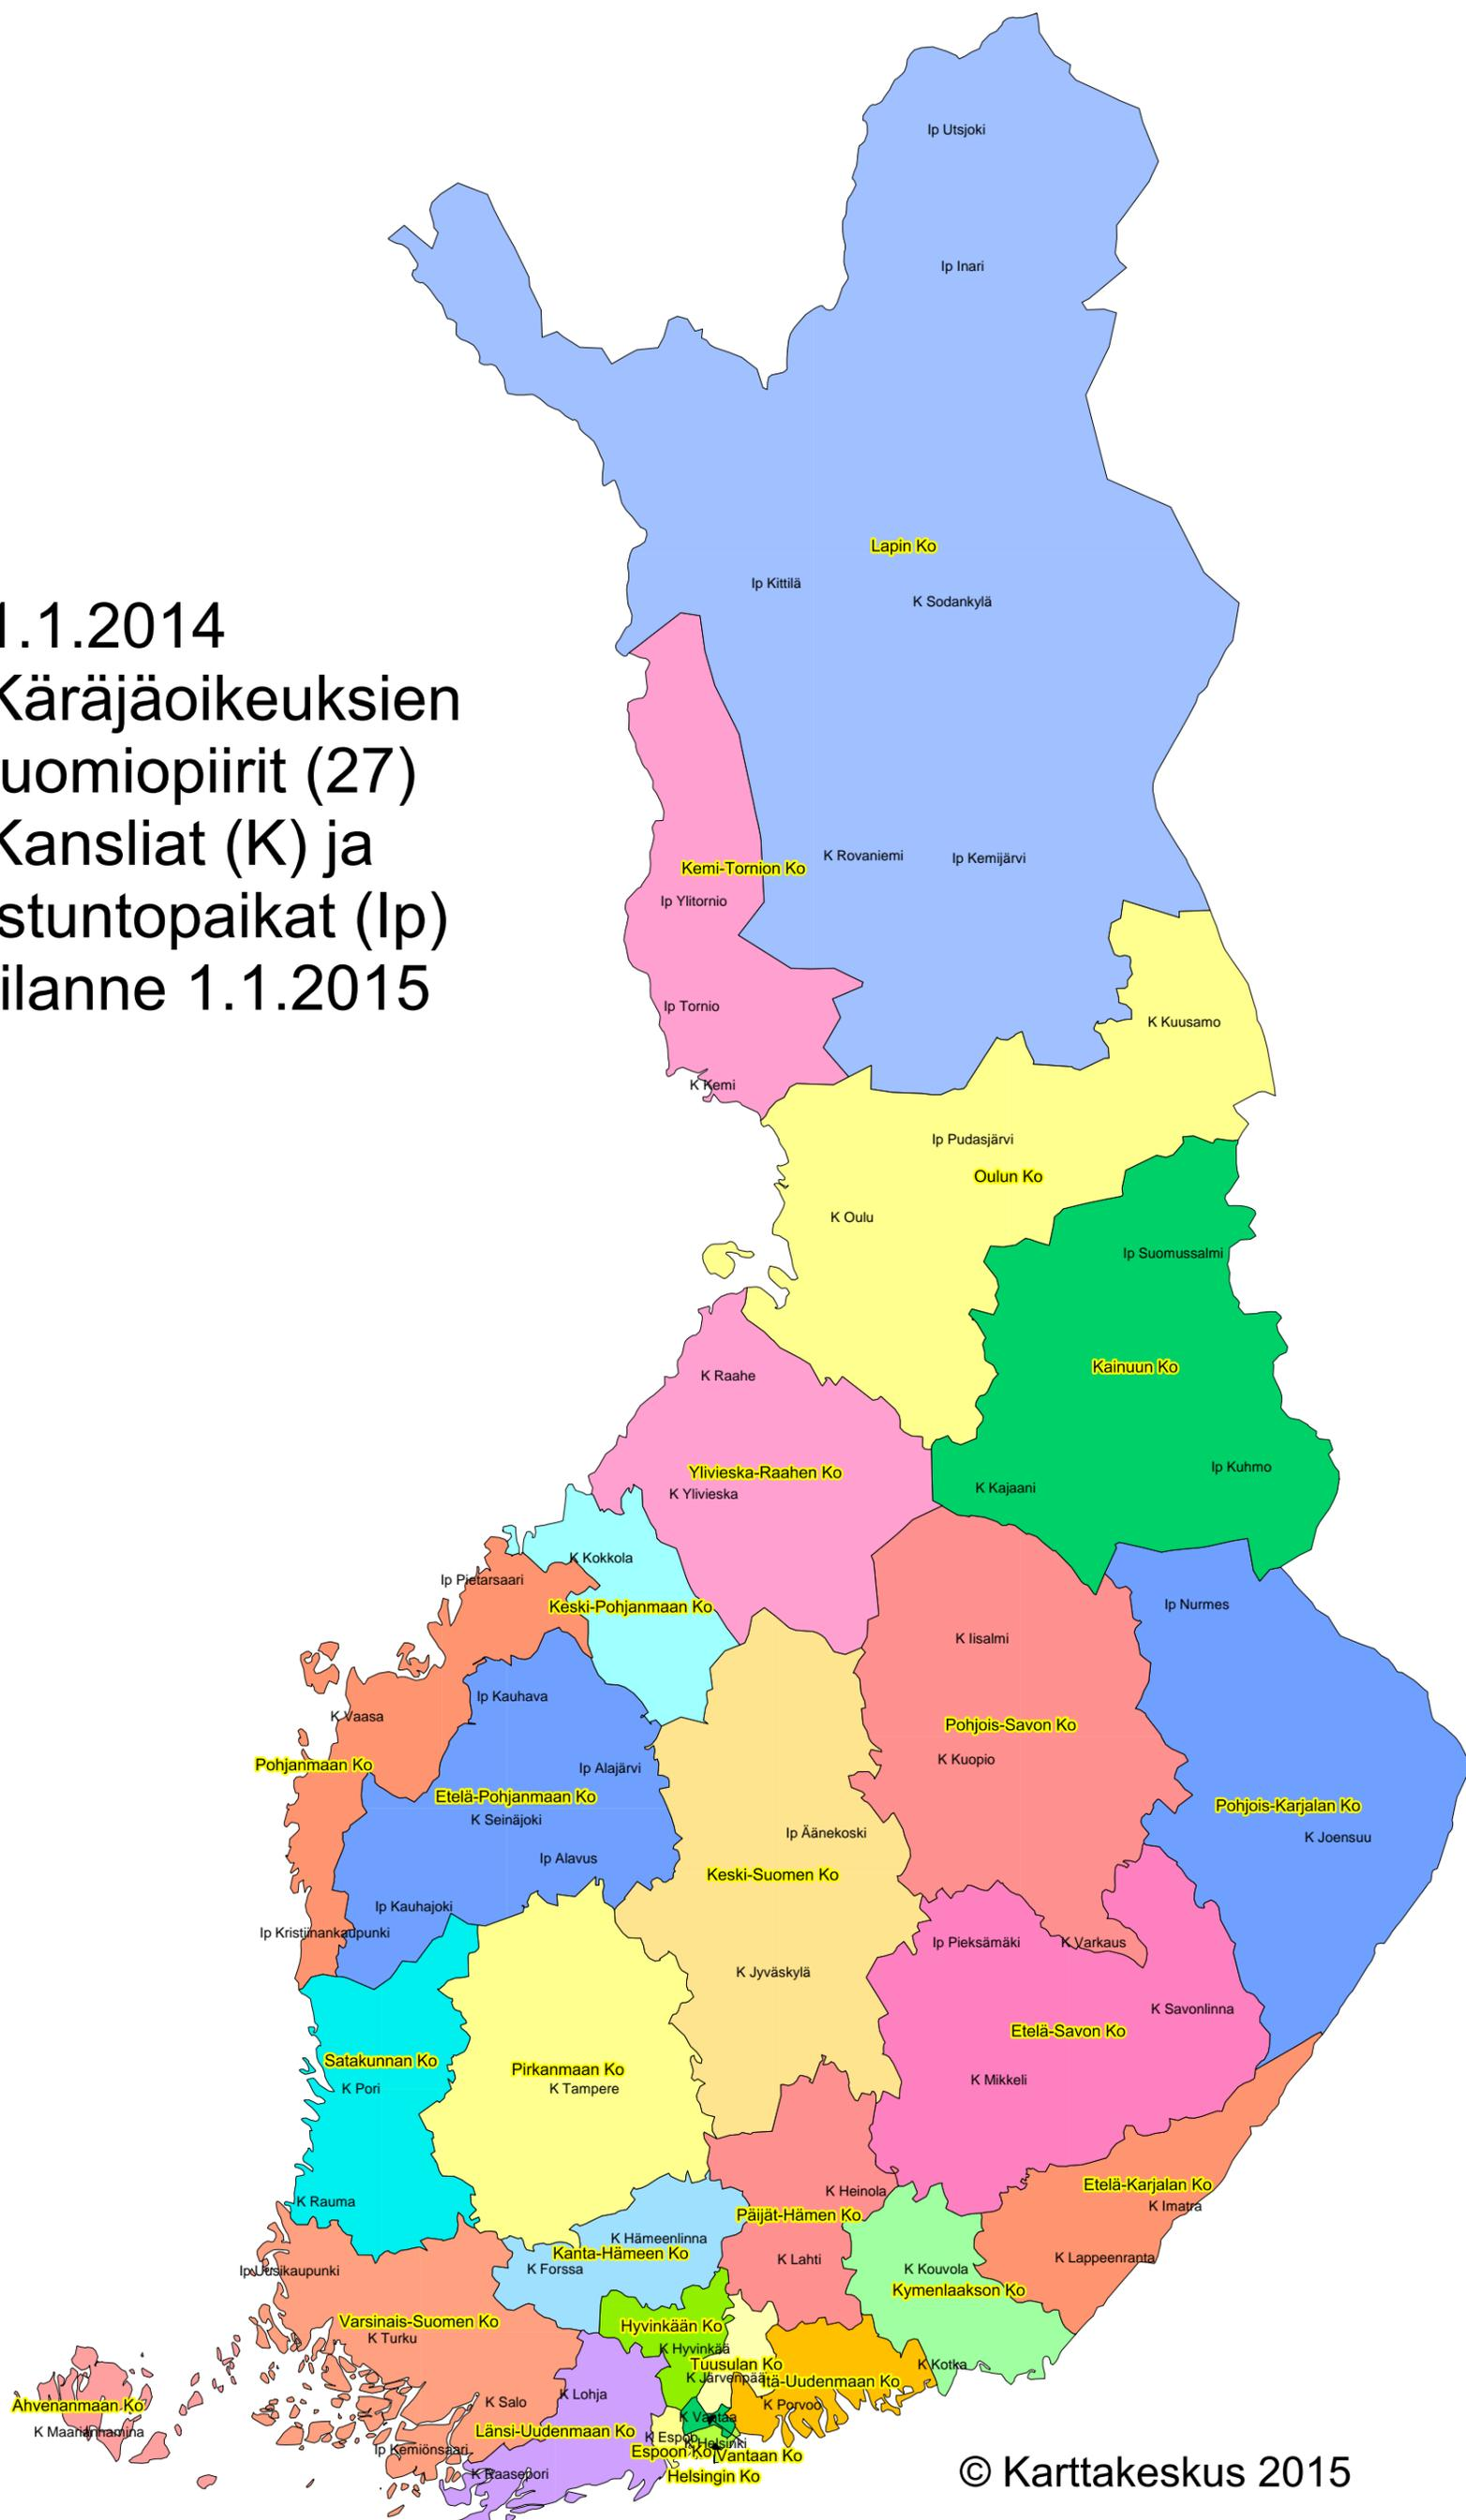 Ip Utsjoki
Ip Inari
Lapin Ko
Ip Kittilä
K Sodankylä
1.1.2014
Käräjäoikeuksien
uomiopiirit (27)
Kansliat (K) ja
stuntopaikat (Ip)
ilanne 1.1.2015
K Rovaniemi
Ip Kemijärvi
Kemi-Tornion Ko
Ip Ylitornio
Ip Tornio
K Kuusamo
K Kemi
Ip Pudasjärvi
Oulun Ko
K Oulu
Ip Suomussalmi
Kainuun Ko
K Raahe
Ylivieska-Raahen Ko
Ip Kuhmo
K Kajaani
K Ylivieska
K Kokkola
Ip Pietarsaari
Keski-Pohjanmaan Ko
Ip Nurmes
K Iisalmi
Ip Kauhava
K Vaasa
Pohjois-Savon Ko
K Kuopio
Pohjanmaan Ko
Ip Alajärvi
Etelä-Pohjanmaan Ko
Pohjois-Karjalan Ko
K Seinäjoki
Ip Äänekoski
K Joensuu
Ip Alavus
Keski-Suomen Ko
Ip Kauhajoki
Ip Kristiinankaupunki
Ip Pieksämäki
K Varkaus
K Jyväskylä
K Savonlinna
Etelä-Savon Ko
Satakunnan Ko
Pirkanmaan Ko
K Mikkeli
K Pori
K Tampere
Etelä-Karjalan Ko
K Heinola
K Rauma
K Imatra
Päijät-Hämen Ko
K Hämeenlinna
Kanta-Hämeen Ko
K Lahti
K Lappeenranta
K Forssa
K Kouvola
Ip Uusikaupunki
Kymenlaakson Ko
Varsinais-Suomen Ko
Hyvinkään Ko
K Turku
K Hyvinkää
Tuusulan Ko
K Kotka
K Järvenpää
Itä-Uudenmaan Ko
K Lohja
K Salo
Ahvenanmaan Ko
K Porvoo
K Vantaa
K Maarianhamina
Länsi-Uudenmaan Ko
K Espoo
K Helsinki
Ip Kemiönsaari
Espoon Ko
Vantaan Ko
K Raasepori
Helsingin Ko
© Karttakeskus 2015